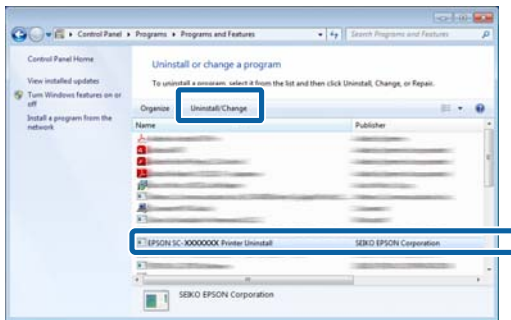 Control Panel ▸ Programs ▸ Programs and Features
Search Programs and Features
Control Panel Home
View installed updates
Turn Windows features on or
off
Install a program from the
network
Uninstall or change a program
To uninstall a program, select it from the list and then click Uninstall, Change, or Repair.
Organize Uninstall/Change
Name Publisher
EPSON SC-XXXXXXX Printer Uninstall SEIKO EPSON Corporation
SEIKO EPSON Corporation